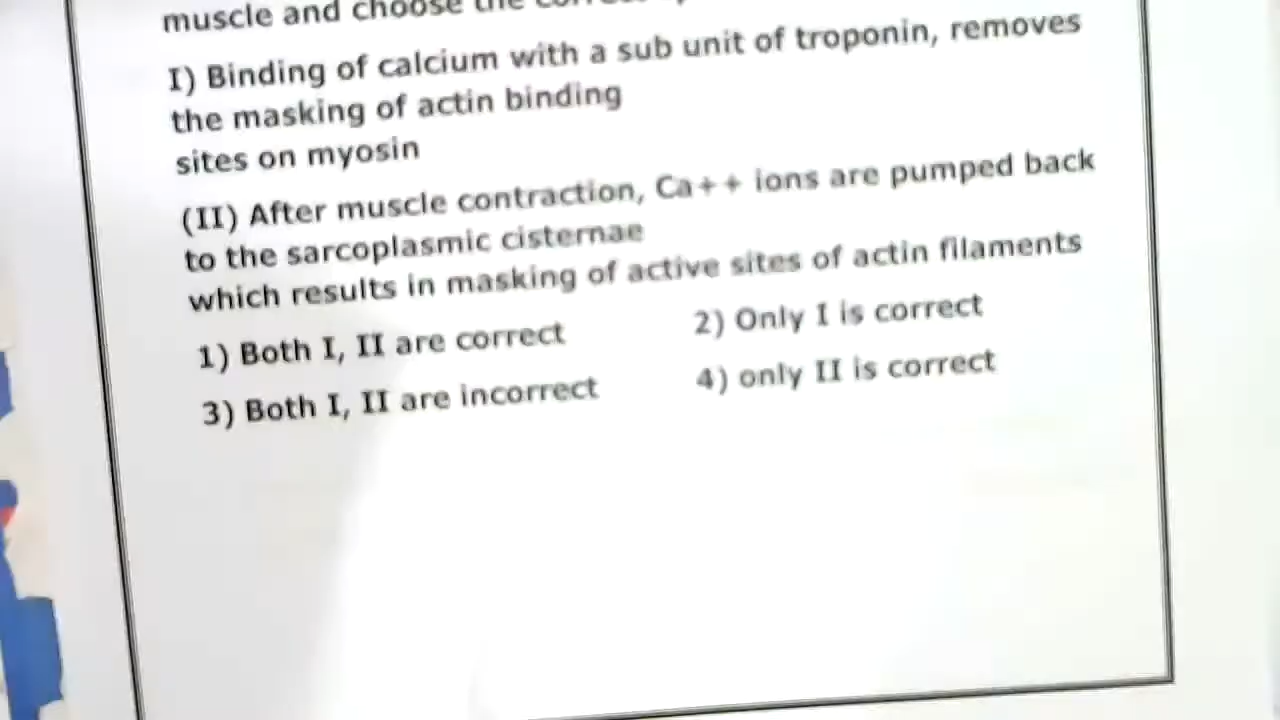 muscle and choose the
I) Binding of calcium with a sub unit of troponin, removes
the masking of actin binding
sites on myosin
(II) After muscle contraction, Ca++ ions are pumped back
to the sarcoplasmic cisternae
which results in masking of active sites of actin filaments
1) Both I, II are correct 2) Only I is correct
3) Both I, II are incorrect 4) only II is correct